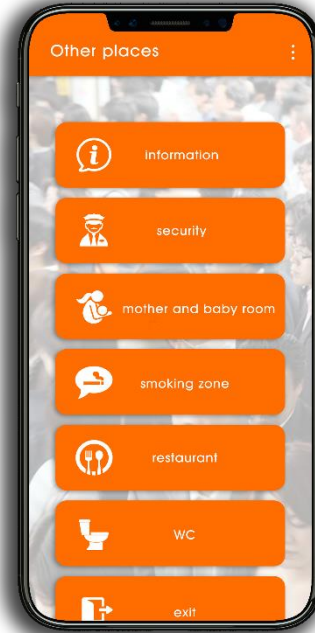 Other places
information
security
mother and baby room
smoking zone
restaurant
WC
exit